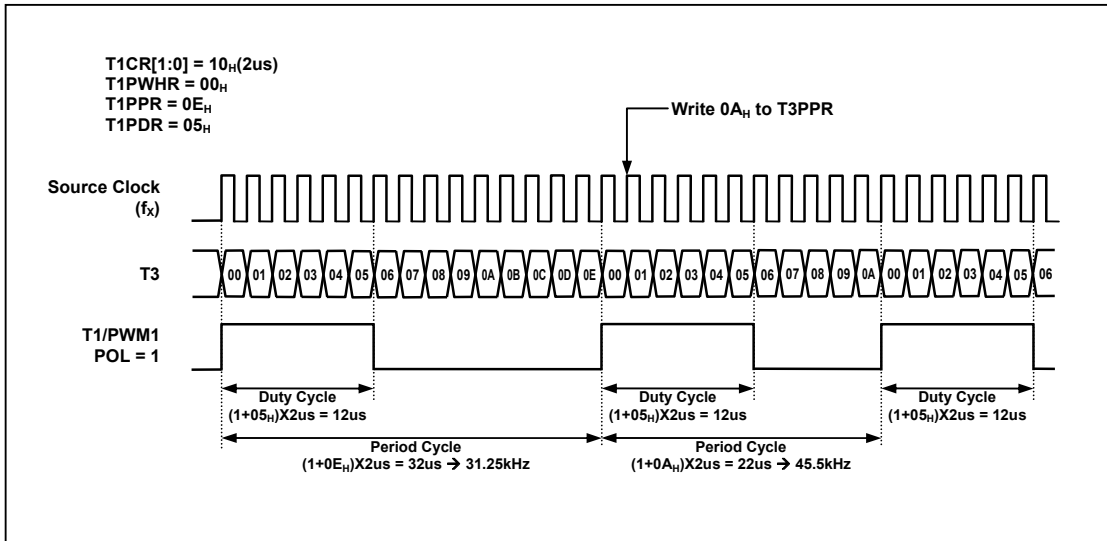 T1CR[1:0] = 10H(2us)
T1PWHR = 00H
T1PPR = 0EH
T1PDR = 05H
Write 0AH to T3PPR
Source Clock
(fX)
T3
00 01 02 03 04 05 06 07 08 09 0A 0B 0C 0D 0E 00 01 02 03 04 05 06 07 08 09 0A 00 01 02 03 04 05 06
T1/PWM1
POL = 1
Duty Cycle
(1+05H)X2us = 12us
Duty Cycle
(1+05H)X2us = 12us
Duty Cycle
(1+05H)X2us = 12us
Period Cycle
(1+0EH)X2us = 32us → 31.25kHz
Period Cycle
(1+0AH)X2us = 22us → 45.5kHz